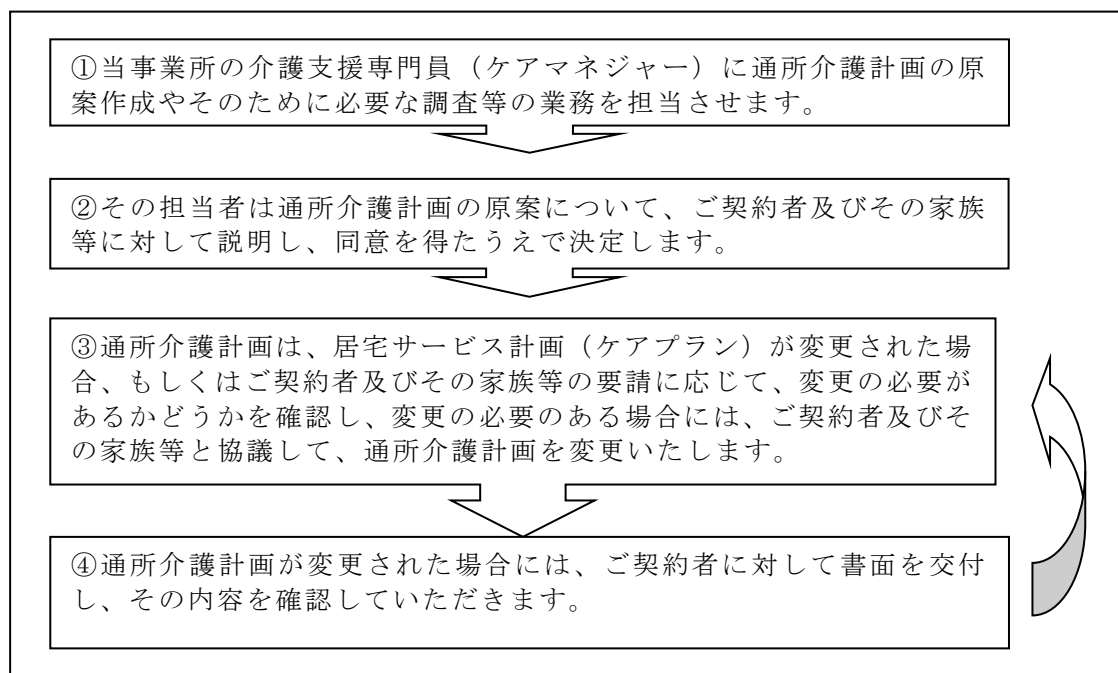 ①当事業所の介護支援専門員（ケアマネジャー）に通所介護計画の原
案作成やそのために必要な調査等の業務を担当させます。
②その担当者は通所介護計画の原案について、ご契約者及びその家族
等に対して説明し、同意を得たうえで決定します。
③通所介護計画は、居宅サービス計画（ケアプラン）が変更された場
合、もしくはご契約者及びその家族等の要請に応じて、変更の必要が
あるかどうかを確認し、変更の必要のある場合には、ご契約者及びそ
の家族等と協議して、通所介護計画を変更いたします。
④通所介護計画が変更された場合には、ご契約者に対して書面を交付
し、その内容を確認していただきます。